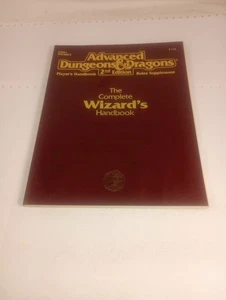 Advanced
Dungeons & Dragons
2nd Edition
Player's Handbook
Rules Supplement
The
Complete
Wizard's
Handbook